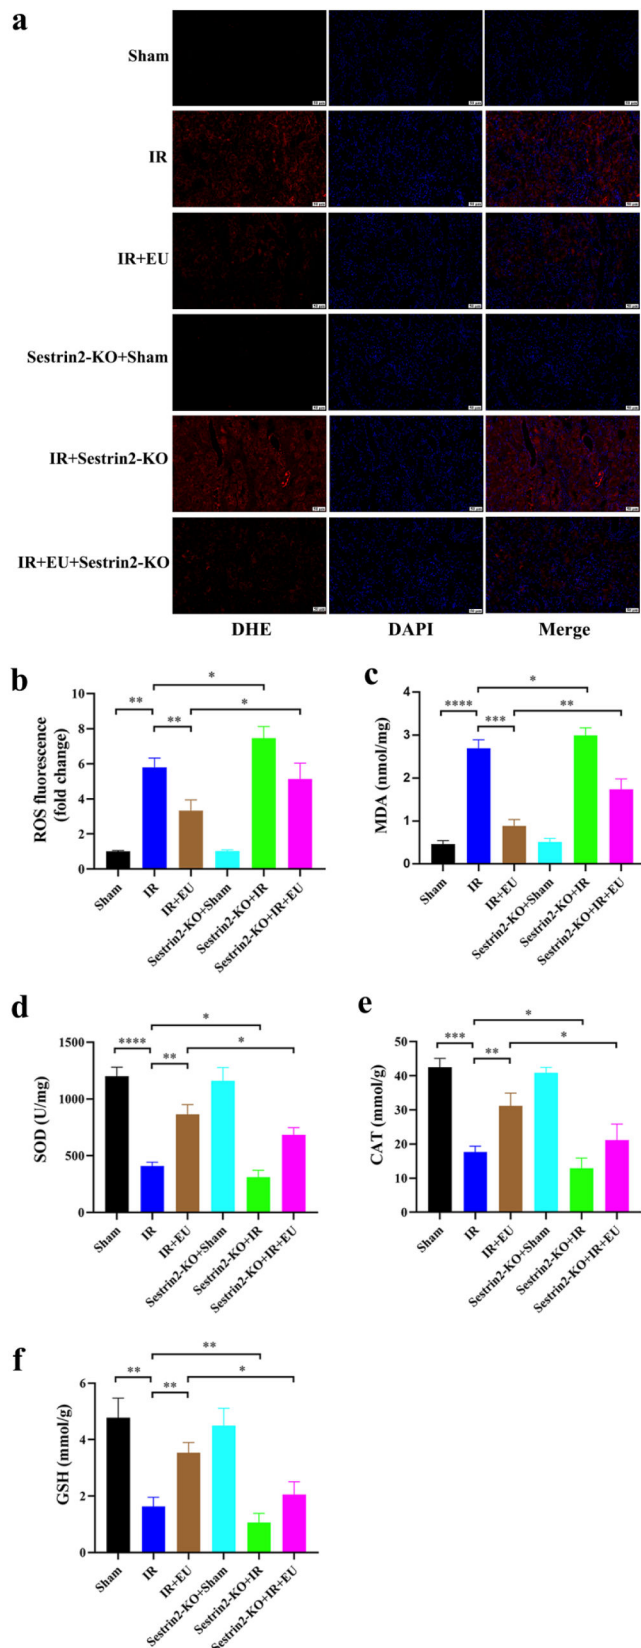 a
Sham
IR
IR+EU
Sestrin2-KO+Sham
IR+Sestrin2-KO
IR+EU+Sestrin2-KO
DHE DAPI Merge
b
ROS fluorescence
(fold change)
10
8
6
4
2
0
** ** * *
Sham IR IR+EU Sestrin2-KO+Sham Sestrin2-KO+IR Sestrin2-KO+IR+EU
c
MDA (nmol/mg)
4
3
2
1
0
**** *** * **
Sham IR IR+EU Sestrin2-KO+Sham Sestrin2-KO+IR Sestrin2-KO+IR+EU
d
SOD (U/mg)
1500
1000
500
0
**** ** * *
Sham IR IR+EU Sestrin2-KO+Sham Sestrin2-KO+IR Sestrin2-KO+IR+EU
e
CAT (mmol/g)
50
40
30
20
10
0
*** ** * *
Sham IR IR+EU Sestrin2-KO+Sham Sestrin2-KO+IR Sestrin2-KO+IR+EU
f
GSH (mmol/g)
6
4
2
0
** ** ** *
Sham IR IR+EU Sestrin2-KO+Sham Sestrin2-KO+IR Sestrin2-KO+IR+EU